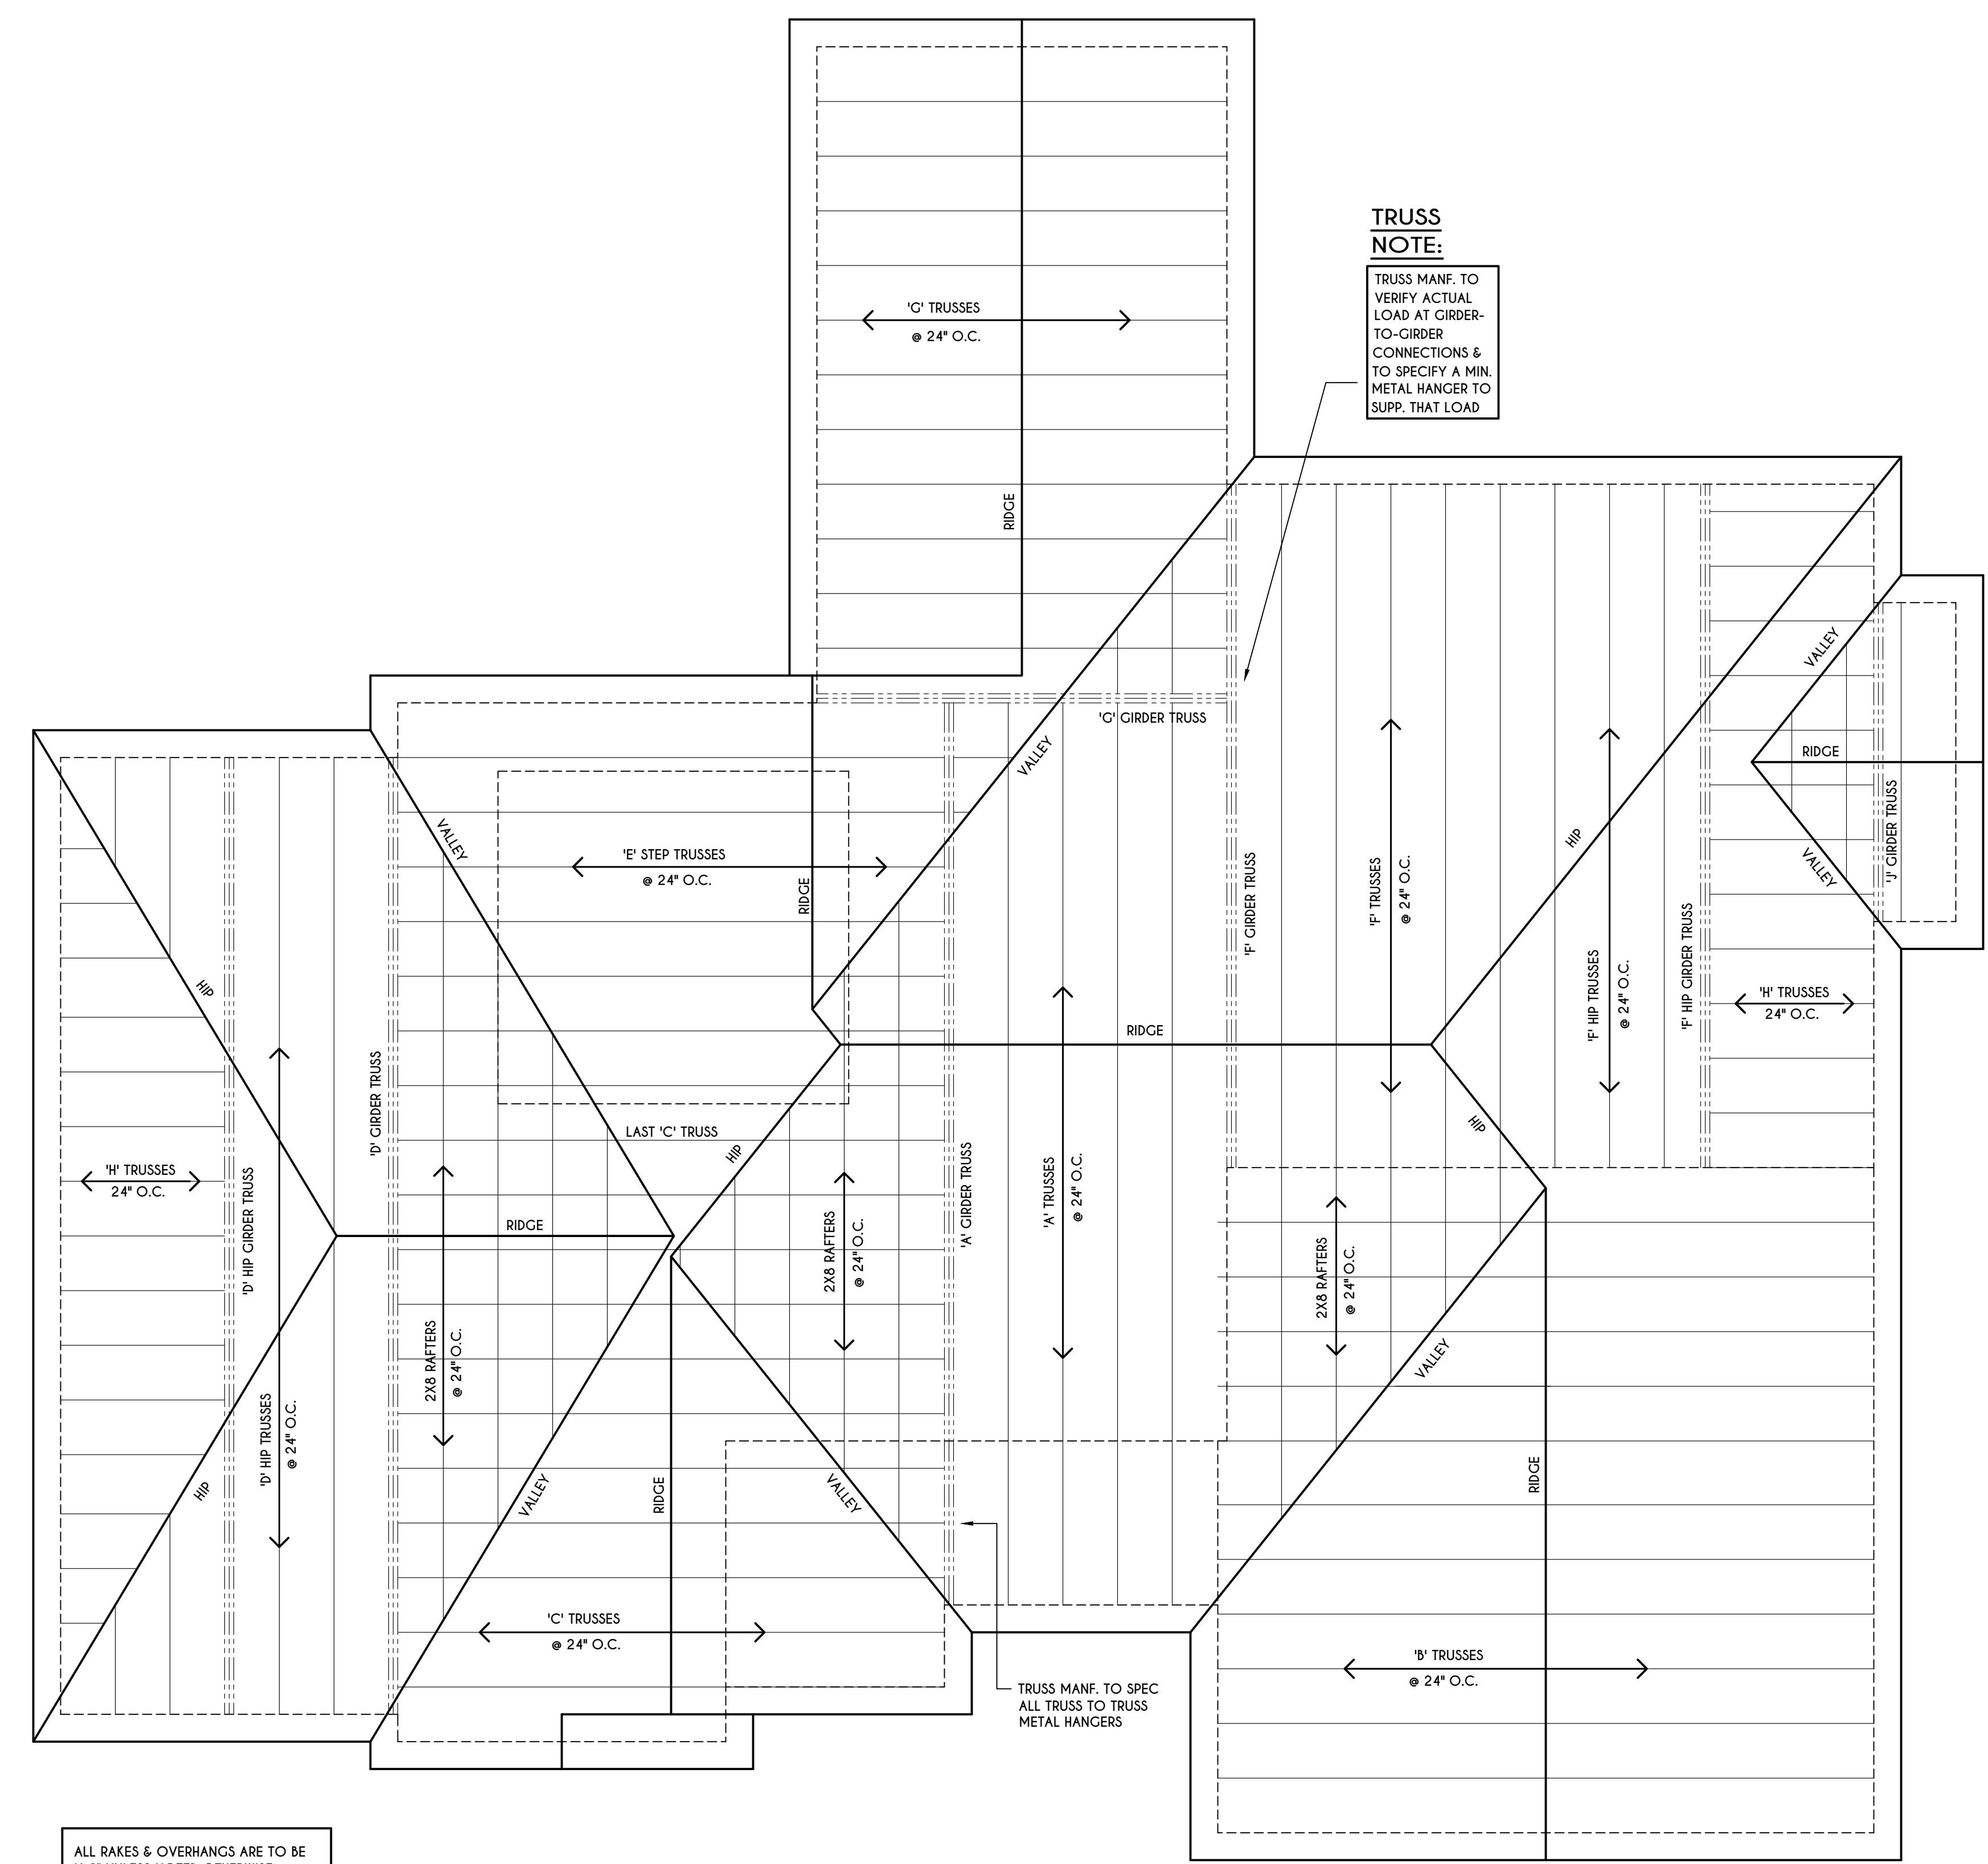 TRUSS
NOTE:
TRUSS MANF. TO
VERIFY ACTUAL
LOAD AT GIRDER-
TO-GIRDER
CONNECTIONS &
TO SPECIFY A MIN.
METAL HANGER TO
SUPP. THAT LOAD
'G' TRUSSES
@ 24" O.C.
RIDGE
'G' GIRDER TRUSS
VALLEY
VALLEY
RIDGE
'J' GIRDER TRUSS
VALLEY
HIP
VALLEY
'E' STEP TRUSSES
@ 24" O.C.
RIDGE
'F' GIRDER TRUSS
'F' TRUSSES
@ 24" O.C.
'F' HIP TRUSSES
@ 24" O.C.
'F' HIP GIRDER TRUSS
'H' TRUSSES
24" O.C.
HIP
RIDGE
'D' GIRDER TRUSS
LAST 'C' TRUSS
HIP
HIP
'H' TRUSSES
24" O.C.
'D' HIP GIRDER TRUSS
RIDGE
2X8 RAFTERS
@ 24" O.C.
'A' GIRDER TRUSS
'A' TRUSSES
@ 24" O.C.
2X8 RAFTERS
@ 24" O.C.
2X8 RAFTERS
@ 24" O.C.
VALLEY
'D' HIP TRUSSES
@ 24" O.C.
HIP
VALLEY
RIDGE
VALLEY
RIDGE
'C' TRUSSES
@ 24" O.C.
'B' TRUSSES
@ 24" O.C.
TRUSS MANF. TO SPEC
ALL TRUSS TO TRUSS
METAL HANGERS
ALL RAKES & OVERHANGS ARE TO BE